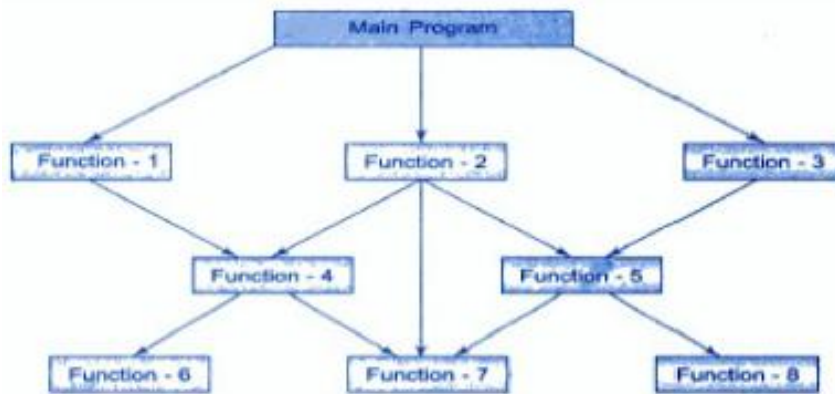 Main Program
Function - 1
Function - 2
Function - 3
Function - 4
Function - 5
Function - 6
Function - 7
Function - 8